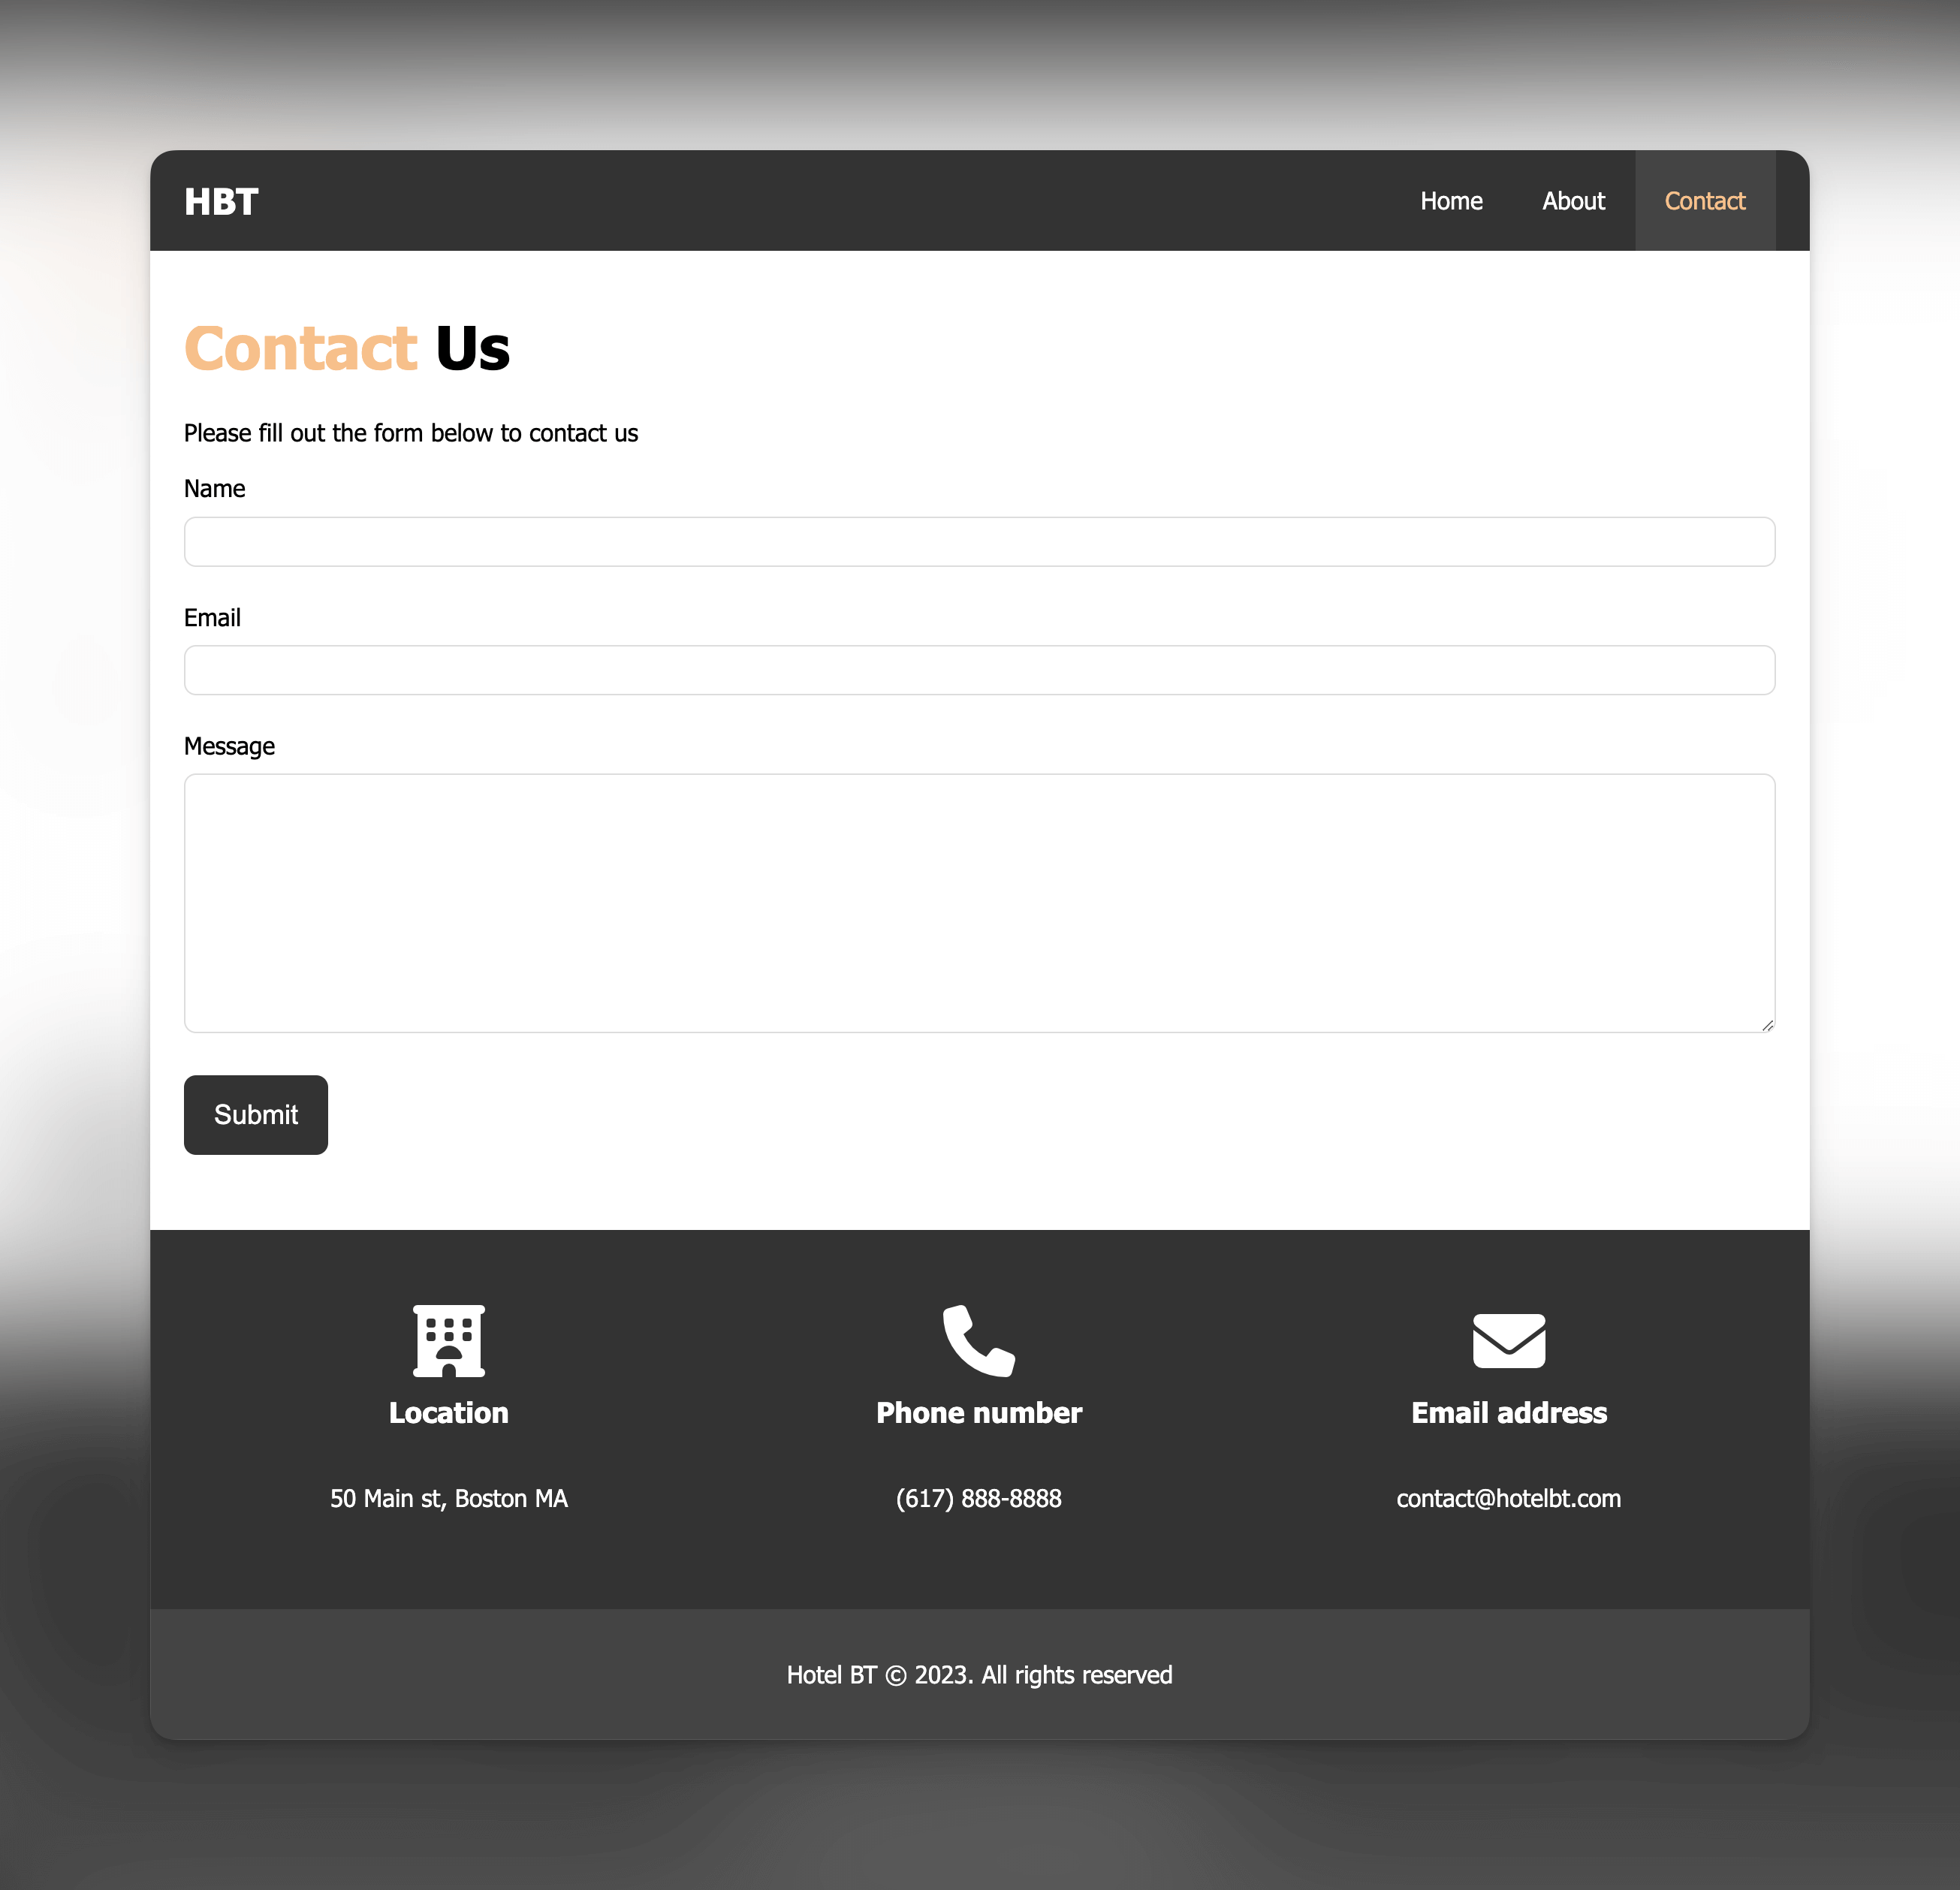 HBT
Home About Contact
Contact Us
Please fill out the form below to contact us
Name
Email
Message
Submit
Location Phone number Email address
50 Main st, Boston MA (617) 888-8888 contact@hotelbt.com
Hotel BT © 2023. All rights reserved